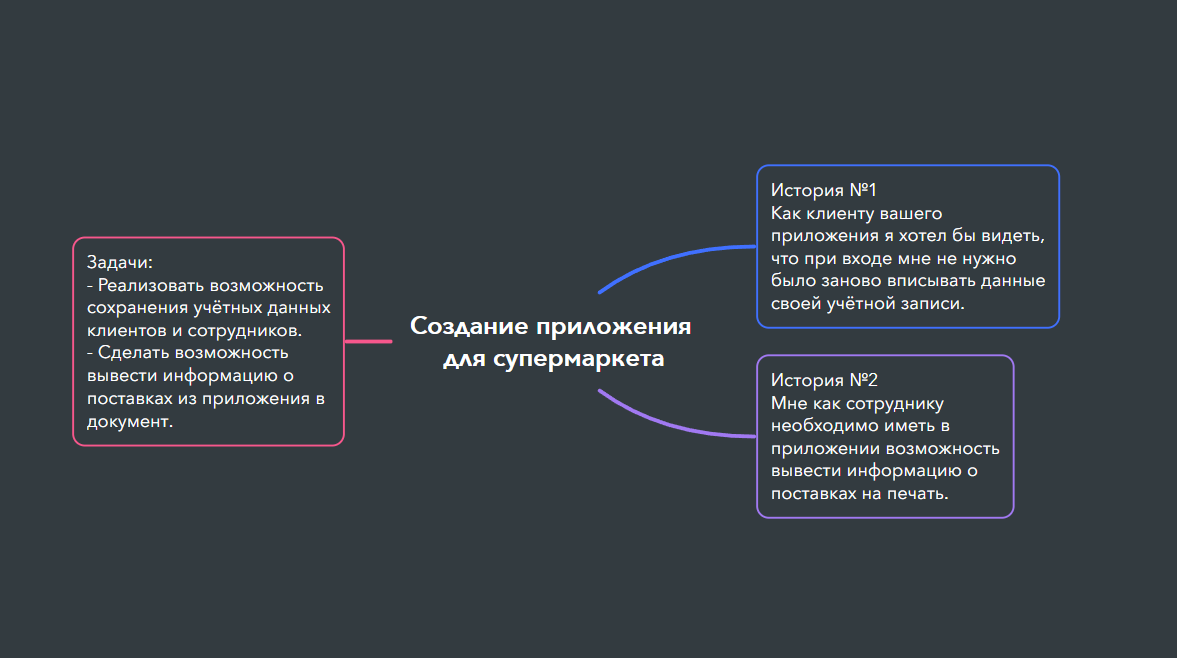 Задачи:
- Реализовать возможность
сохранения учётных данных
клиентов и сотрудников.
- Сделать возможность
вывести информацию о
поставках из приложения в
документ.
Создание приложения
для супермаркета
История №1
Как клиенту вашего
приложения я хотел бы видеть,
что при входе мне не нужно
было заново вписывать данные
своей учётной записи.
История №2
Мне как сотруднику
необходимо иметь в
приложении возможность
вывести информацию о
поставках на печать.